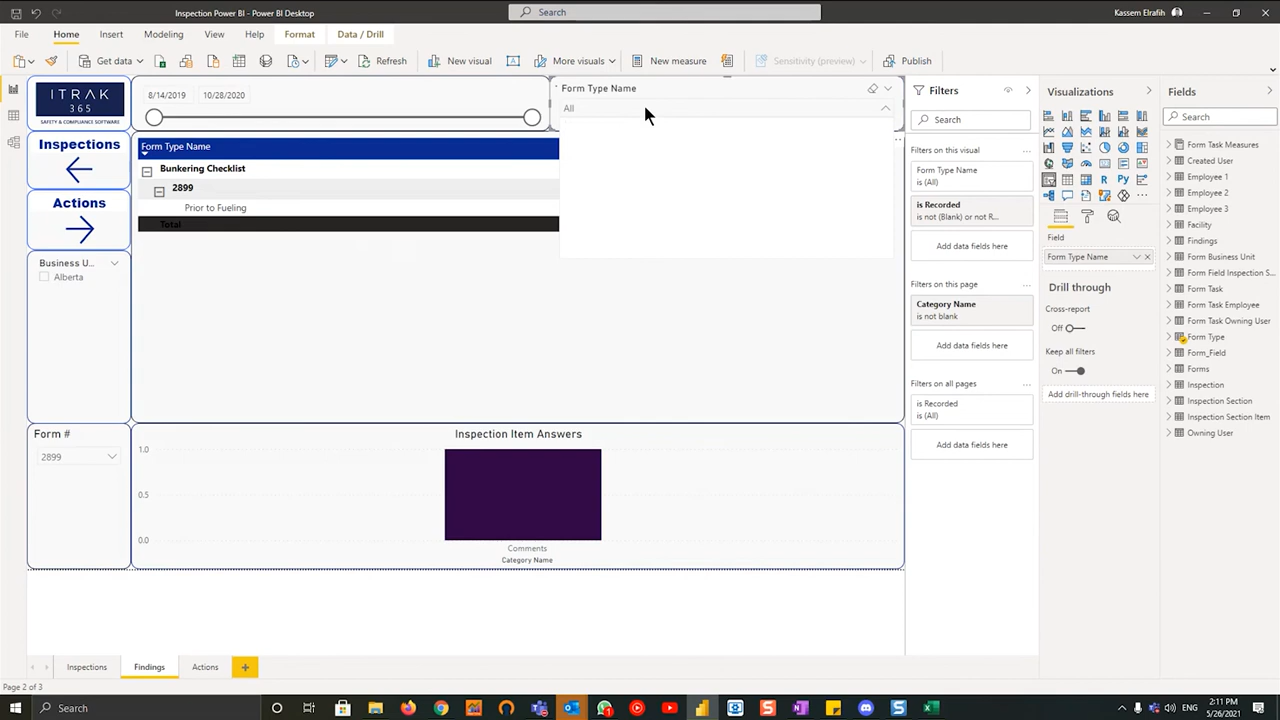 Inspection Power BI - Power BI Desktop
Search
Kassem Elrafih
File
Home
Insert
Modeling
View
Help
Format
Data / Drill
Get data
Refresh
New visual
More visuals
New measure
Sensitivity (preview)
Publish
ITRAK
365
SAFETY & COMPLIANCE SOFTWARE
Inspections
Actions
Business U...
Alberta
Form #
2899
8/14/2019
10/28/2020
Form Type Name
All
Form Type Name
Bunkering Checklist
2899
Prior to Fueling
Total
Inspection Item Answers
1.0
0.5
0.0
Comments
Category Name
Filters
Search
Filters on this visual
Form Type Name
is (All)
is Recorded
is not (Blank) or not R...
Add data fields here
Filters on this page
Category Name
is not blank
Add data fields here
Filters on all pages
is Recorded
is (All)
Add data fields here
Visualizations
R
Py
Field
Form Type Name
Drill through
Cross-report
Off
Keep all filters
On
Add drill-through fields here
Fields
Search
Form Task Measures
Created User
Employee 1
Employee 2
Employee 3
Facility
Findings
Form Business Unit
Form Field Inspection S...
Form Task
Form Task Employee
Form Task Owning User
Form Type
Form_Field
Forms
Inspection
Inspection Section
Inspection Section Item
Owning User
Inspections
Findings
Actions
Page 2 of 3
Search
ENG
2:11 PM
5/26/2021